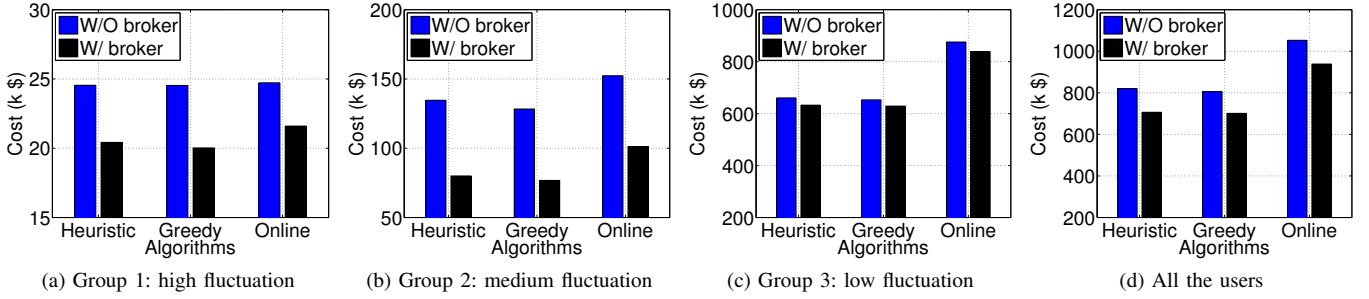 30
25
20
15
Cost (k $)
W/O broker
W/ broker
Heuristic Greedy Online
Algorithms
(a) Group 1: high fluctuation
200
150
100
50
Cost (k $)
W/O broker
W/ broker
Heuristic Greedy Online
Algorithms
(b) Group 2: medium fluctuation
1000
800
600
400
200
Cost (k $)
W/O broker
W/ broker
Heuristic Greedy Online
Algorithms
(c) Group 3: low fluctuation
1200
1000
800
600
400
200
Cost (k $)
W/O broker
W/ broker
Heuristic Greedy Online
Algorithms
(d) All the users